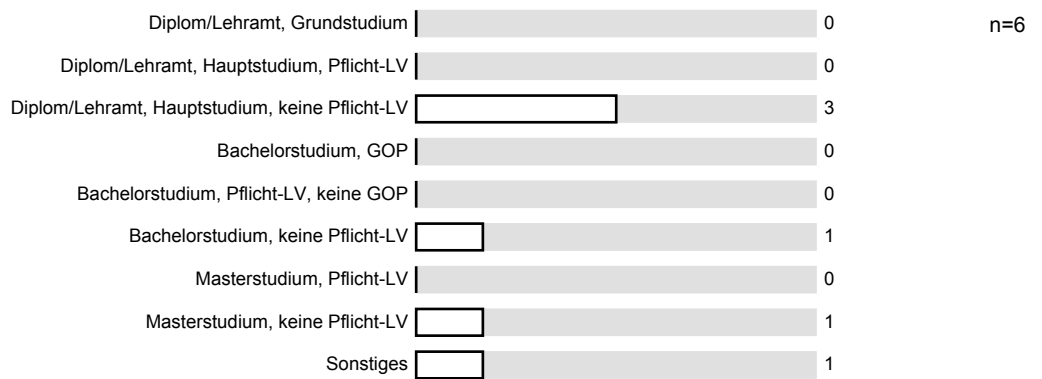 Diplom/Lehramt, Grundstudium 0 n=6
Diplom/Lehramt, Hauptstudium, Pflicht-LV 0
Diplom/Lehramt, Hauptstudium, keine Pflicht-LV 3
Bachelorstudium, GOP 0
Bachelorstudium, Pflicht-LV, keine GOP 0
Bachelorstudium, keine Pflicht-LV 1
Masterstudium, Pflicht-LV 0
Masterstudium, keine Pflicht-LV 1
Sonstiges 1